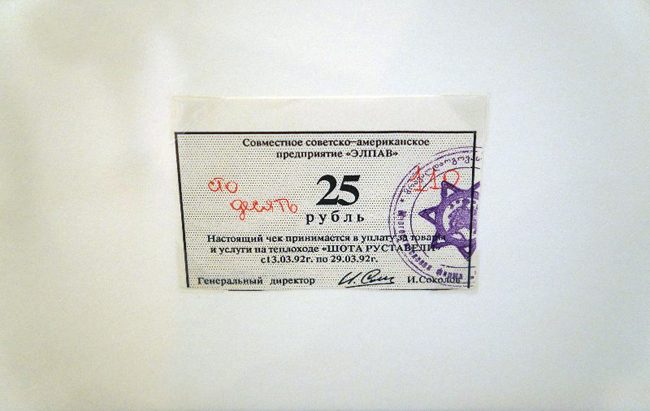 Совместное советско-американское
предприятие «ЭЛПАВ»
сто
десять
25
110
рубль
Настоящий чек принимается в уплату за товары
и услуги на теплоходе «ШОТА РУСТАВЕЛИ»
с13.03.92г. по 29.03.92г.
Генеральный директор И.Соколов